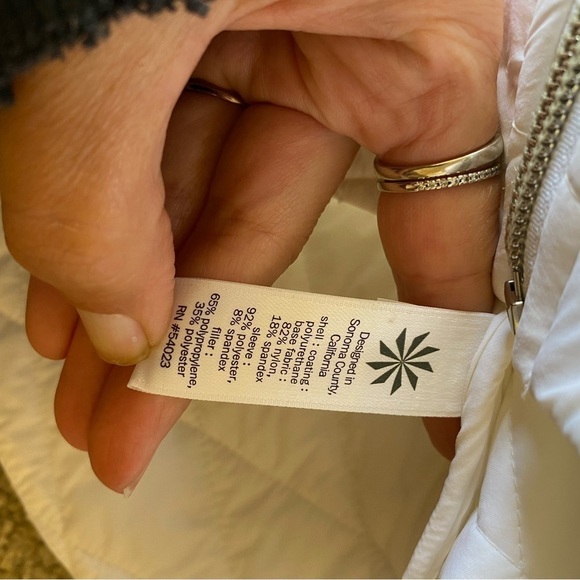 Designed in
Sonoma County,
California
shell : coating :
polyurethane
base fabric :
82% nylon,
18% spandex
sleeve :
92% polyester,
8% spandex
filler :
65% polypropylene,
35% polyester
RN #54023